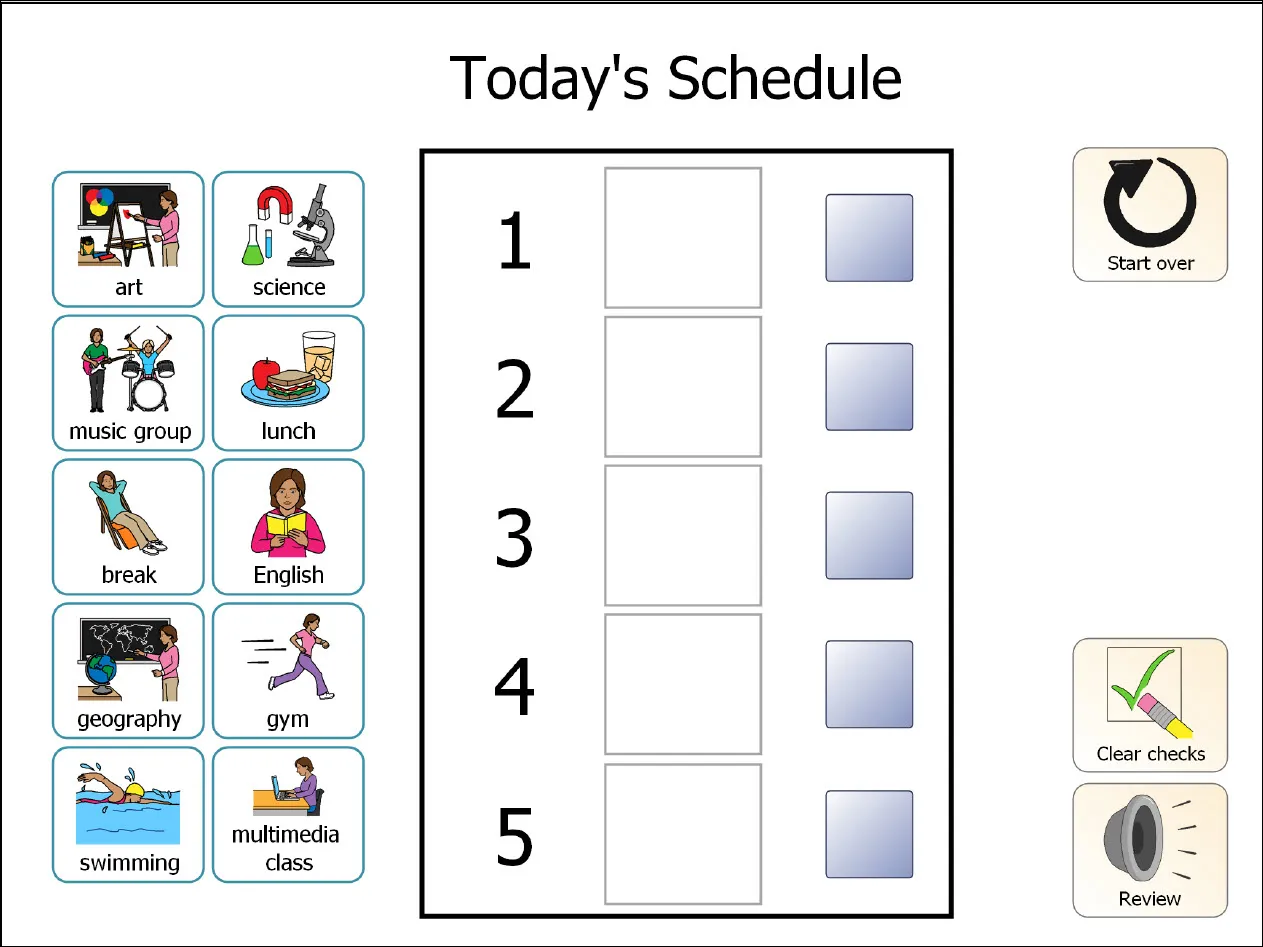 Today's Schedule
art
science
music group
lunch
break
English
geography
gym
swimming
multimedia
class
1
2
3
4
5
Start over
Clear checks
Review